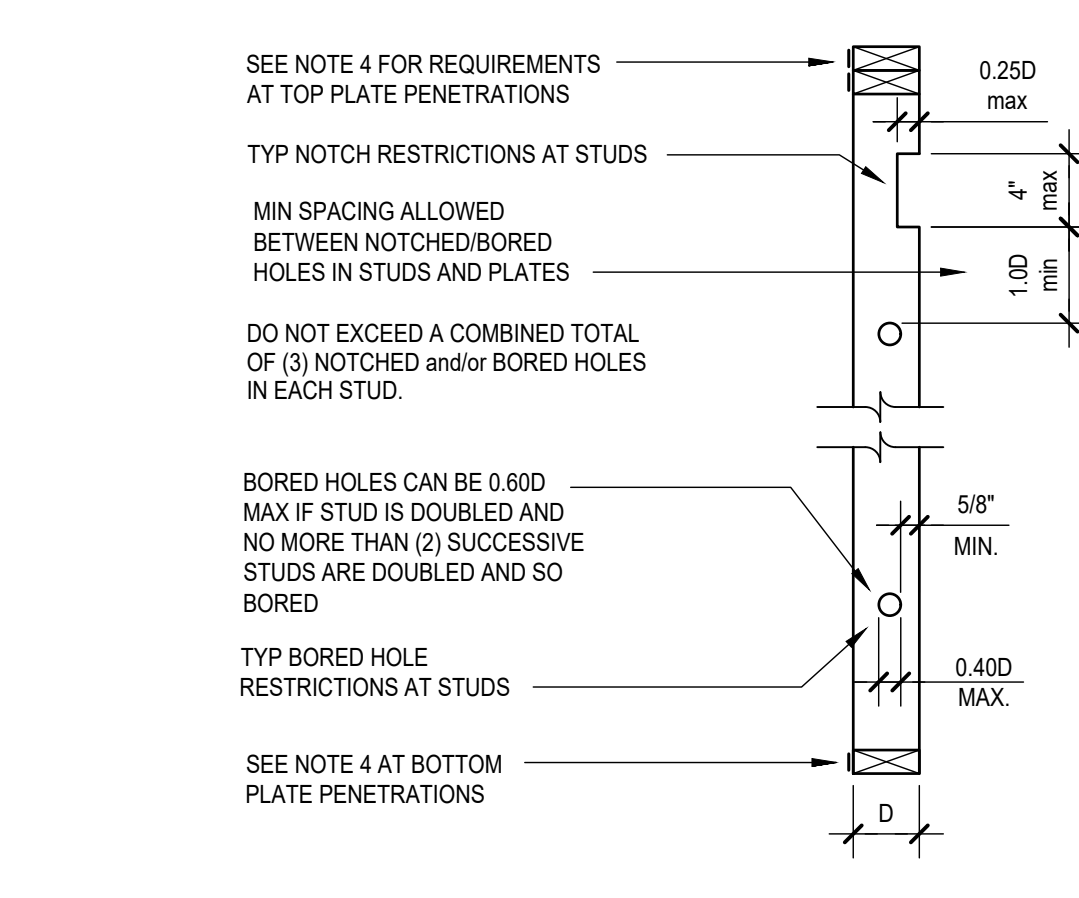 SEE NOTE 4 FOR REQUIREMENTS
AT TOP PLATE PENETRATIONS
0.25D
max
TYP NOTCH RESTRICTIONS AT STUDS
4"
max
MIN SPACING ALLOWED
BETWEEN NOTCHED/BORED
HOLES IN STUDS AND PLATES
1.0D
min
DO NOT EXCEED A COMBINED TOTAL
OF (3) NOTCHED and/or BORED HOLES
IN EACH STUD.
BORED HOLES CAN BE 0.60D
MAX IF STUD IS DOUBLED AND
NO MORE THAN (2) SUCCESSIVE
STUDS ARE DOUBLED AND SO
BORED
5/8"
MIN.
TYP BORED HOLE
RESTRICTIONS AT STUDS
0.40D
MAX.
SEE NOTE 4 AT BOTTOM
PLATE PENETRATIONS
D